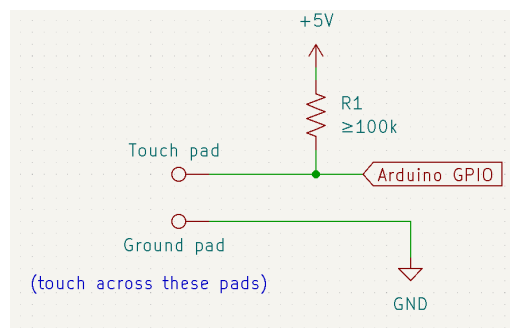 +5V
R1
≥100k
Touch pad
Arduino GPIO
Ground pad
(touch across these pads)
GND